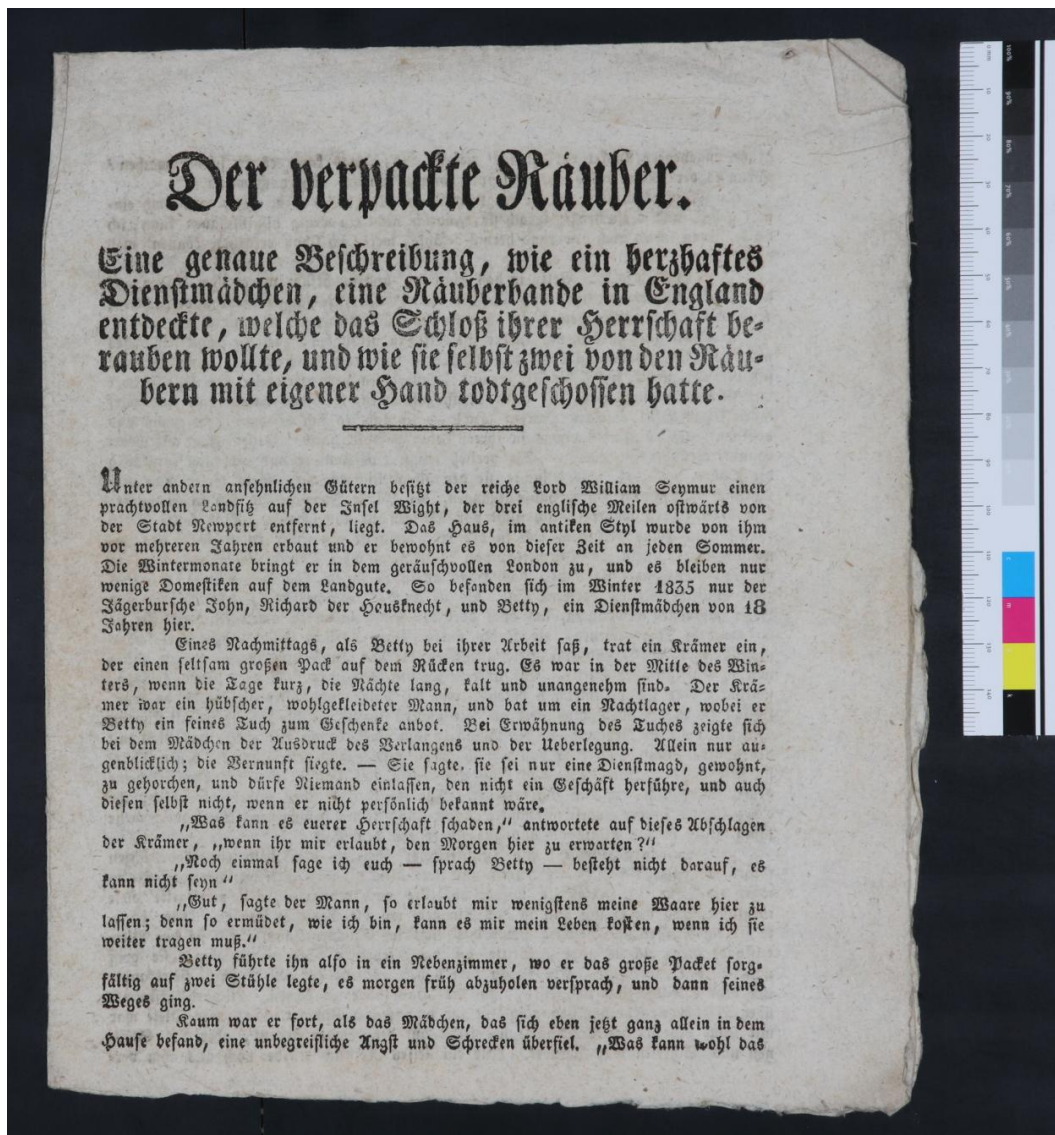 Der verpackte Räuber.
Eine genaue Beschreibung, wie ein herzhaftes
Dienstmädchen, eine Räuberbande in England
entdeckte, welche das Schloß ihrer Herrschaft be-
rauben wollte, und wie sie selbst zwei von den Räu-
bern mit eigener Hand todtgeschossen hatte.
Unter andern ansehnlichen Gütern besitzt der reiche Lord William Seymur einen
prachtvollen Landsitz auf der Insel Wight, der drei englische Meilen ostwärts von
der Stadt Newport entfernt, liegt. Das Haus, im antiken Styl wurde von ihm
vor mehreren Jahren erbaut und er bewohnt es von dieser Zeit an jeden Sommer.
Die Wintermonate bringt er in dem geräuschvollen London zu, und es bleiben nur
wenige Domestiken auf dem Landgute. So befanden sich im Winter 1835 nur der
Jägerbursche John, Richard der Hausknecht, und Betty, ein Dienstmädchen von 18
Jahren hier.
Eines Nachmittags, als Betty bei ihrer Arbeit saß, trat ein Krämer ein,
der einen seltsam großen Pack auf dem Rücken trug. Es war in der Mitte des Win-
ters, wenn die Tage kurz, die Nächte lang, kalt und unangenehm sind. Der Krä-
mer war ein hübscher, wohlgekleideter Mann, und bat um ein Nachtlager, wobei er
Betty ein feines Tuch zum Geschenke anbot. Bei Erwähnung des Tuches zeigte sich
bei dem Mädchen der Ausdruck des Verlangens und der Ueberlegung. Allein nur au-
genblicklich; die Vernunft siegte. — Sie sagte, sie sei nur eine Dienstmagd, gewohnt,
zu gehorchen, und dürfe Niemand einlassen, den nicht ein Geschäft herführe, und auch
diesen selbst nicht, wenn er nicht persönlich bekannt wäre.
„Was kann es euerer Herrschaft schaden,“ antwortete auf dieses Abschlagen
der Krämer, „wenn ihr mir erlaubt, den Morgen hier zu erwarten?“
„Noch einmal sage ich euch — sprach Betty — besteht nicht darauf, es
kann nicht seyn“
„Gut, sagte der Mann, so erlaubt mir wenigstens meine Waare hier zu
lassen; denn so ermüdet, wie ich bin, kann es mir mein Leben kosten, wenn ich sie
weiter tragen muß.“
Betty führte ihn also in ein Nebenzimmer, wo er das große Packet sorg-
fältig auf zwei Stühle legte, es morgen früh abzuholen versprach, und dann seines
Weges ging.
Kaum war er fort, als das Mädchen, das sich eben jetzt ganz allein in dem
Hause befand, eine unbegreifliche Angst und Schrecken überfiel. „Was kann wohl das